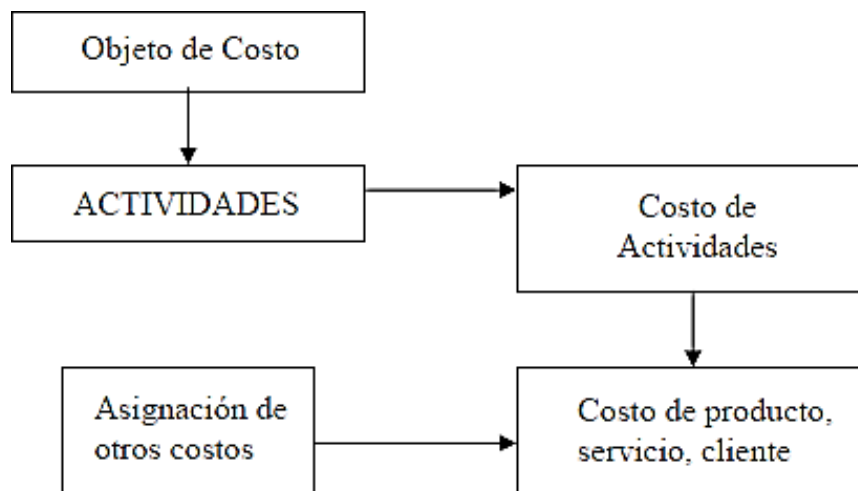 Objeto de Costo
ACTIVIDADES
Costo de
Actividades
Asignación de
otros costos
Costo de producto,
servicio, cliente